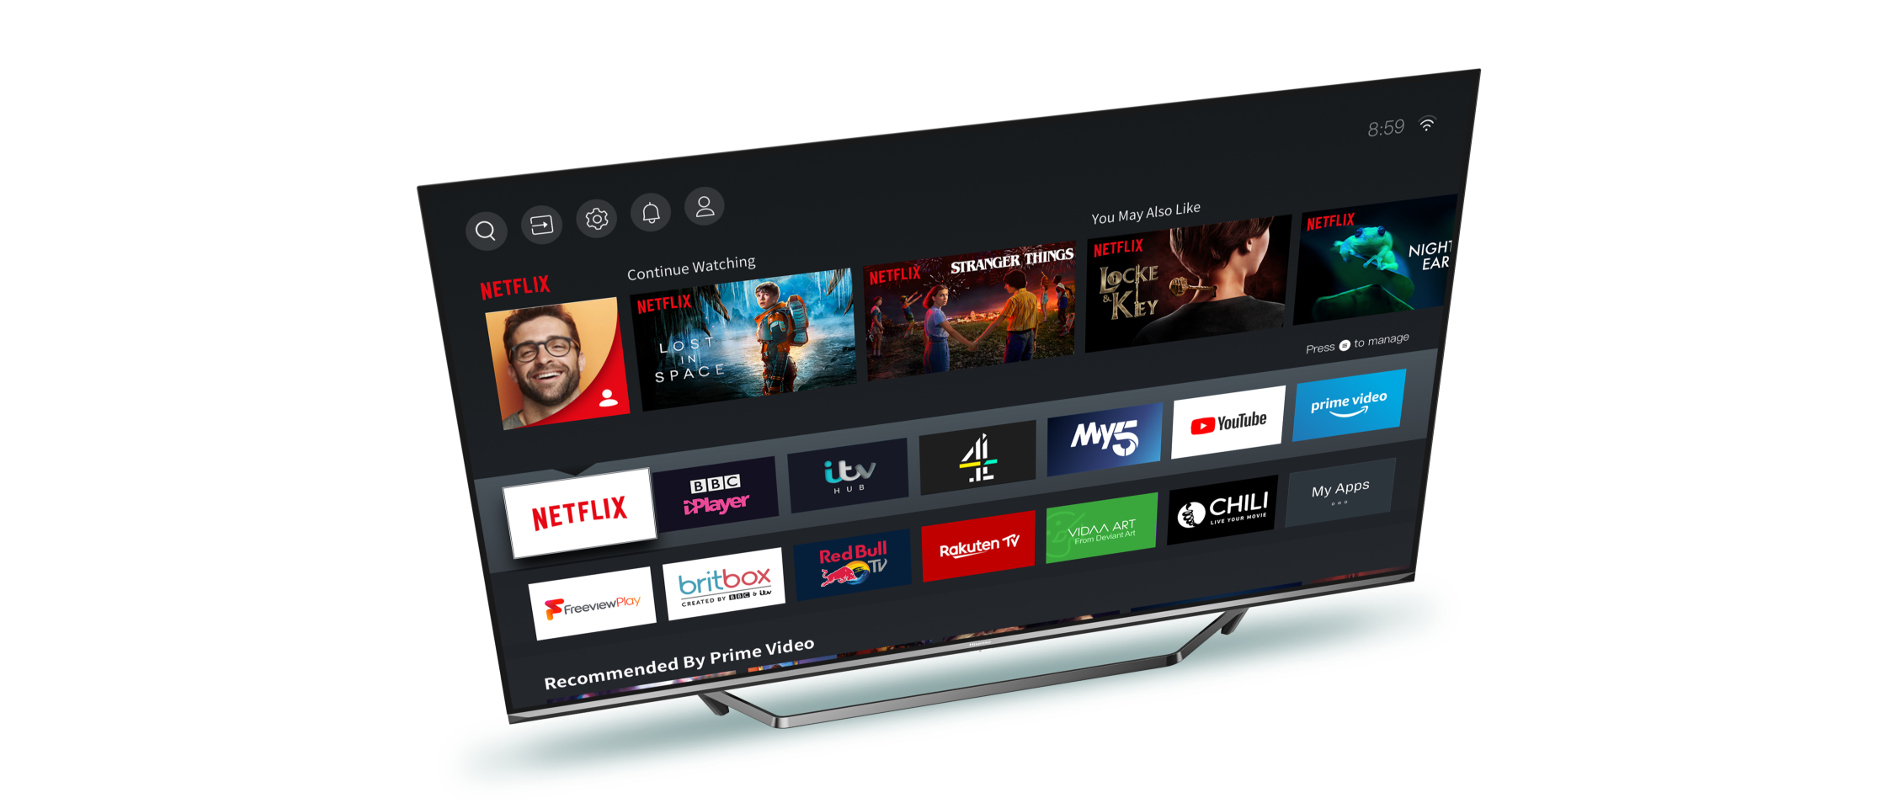 8:59
You May Also Like
Continue Watching
NETFLIX
NETFLIX
LOST
IN
SPACE
NETFLIX
STRANGER THINGS
NETFLIX
LOCKE
&
KEY
NETFLIX
NIGHT
EAR
Press to manage
NETFLIX
BBC
iPlayer
itv
HUB
4
My5
YouTube
prime video
FreeviewPlay
britbox
CREATED BY BBC & itv
Red Bull
TV
Rakuten TV
VIDAA ART
From Deviant Art
CHILI
LIVE YOUR MOVIE
My Apps
Recommended By Prime Video